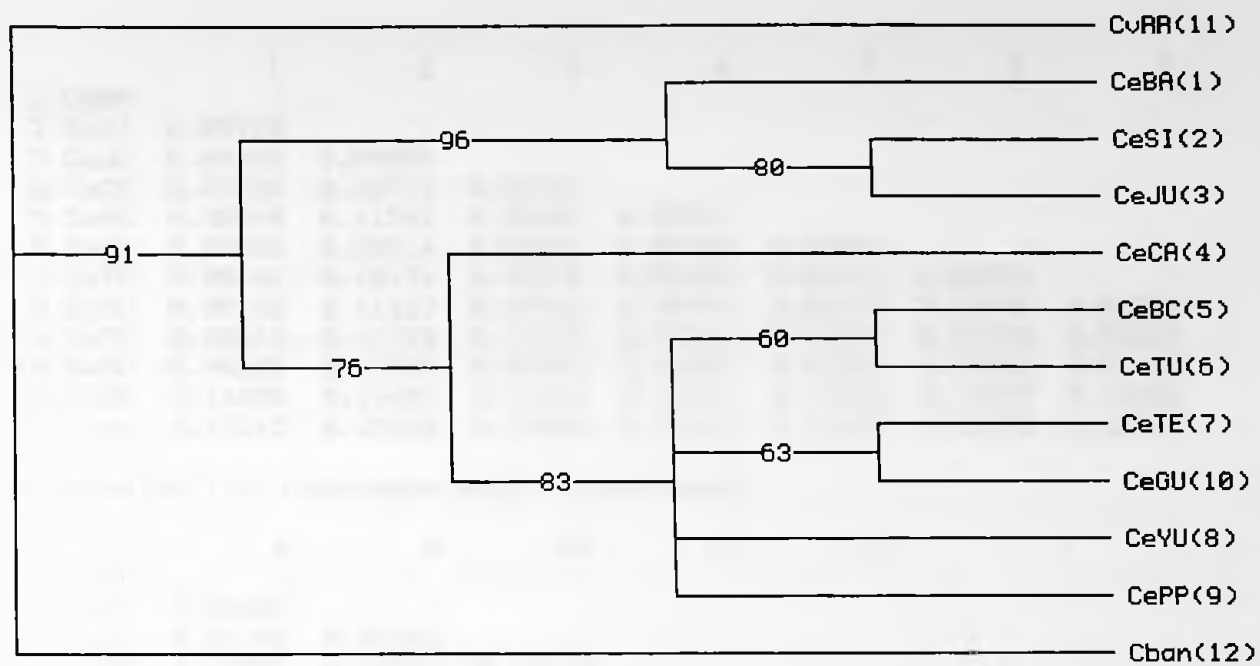 CvRR(11)
CeBA(1)
96
CeSI(2)
80
CeJU(3)
91
CeCA(4)
CeBC(5)
60
CeTU(6)
76
CeTE(7)
63
CeGU(10)
83
CeYU(8)
CePP(9)
Cban(12)